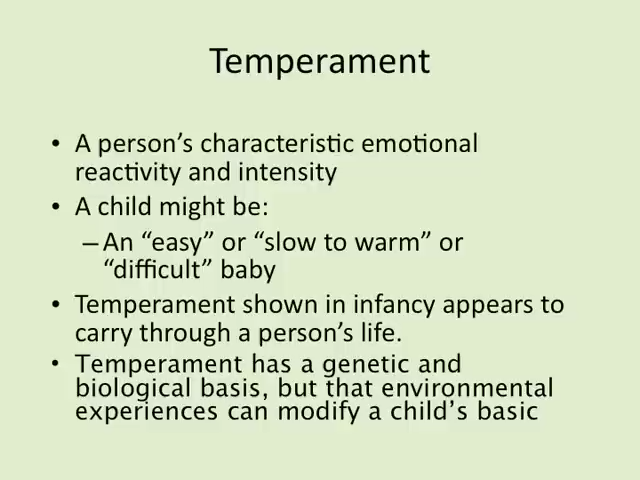 Temperament
• A person’s characteristic emotional
reactivity and intensity
• A child might be:
– An “easy” or “slow to warm” or
“difficult” baby
• Temperament shown in infancy appears to
carry through a person’s life.
• Temperament has a genetic and
biological basis, but that environmental
experiences can modify a child’s basic